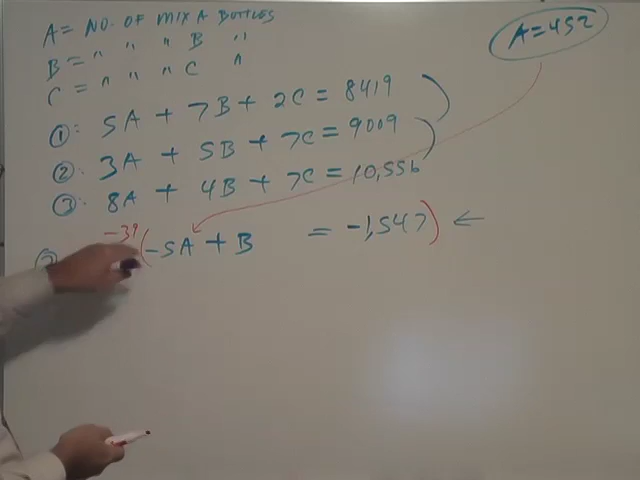 A = NO. OF MIX A BOTTLES
B = " " " B "
C = " " " C "
①: 5A + 7B + 2C = 8419
②: 3A + 5B + 7C = 9009
③: 8A + 4B + 7C = 10,556
-39 (-5A + B = -1,547) ←
A = 452